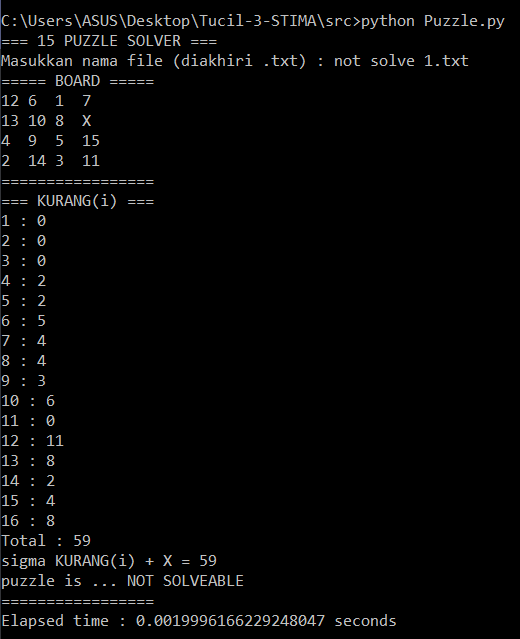 C:\Users\ASUS\Desktop\Tucil-3-STIMA\src>python Puzzle.py
=== 15 PUZZLE SOLVER ===
Masukkan nama file (diakhiri .txt) : not solve 1.txt
===== BOARD =====
12 6  1  7
13 10 8  X
4  9  5  15
2  14 3  11
=================
=== KURANG(i) ===
1 : 0
2 : 0
3 : 0
4 : 2
5 : 2
6 : 5
7 : 4
8 : 4
9 : 3
10 : 6
11 : 0
12 : 11
13 : 8
14 : 2
15 : 4
16 : 8
Total : 59
sigma KURANG(i) + X = 59
puzzle is ... NOT SOLVEABLE
=================
Elapsed time : 0.0019996166229248047 seconds